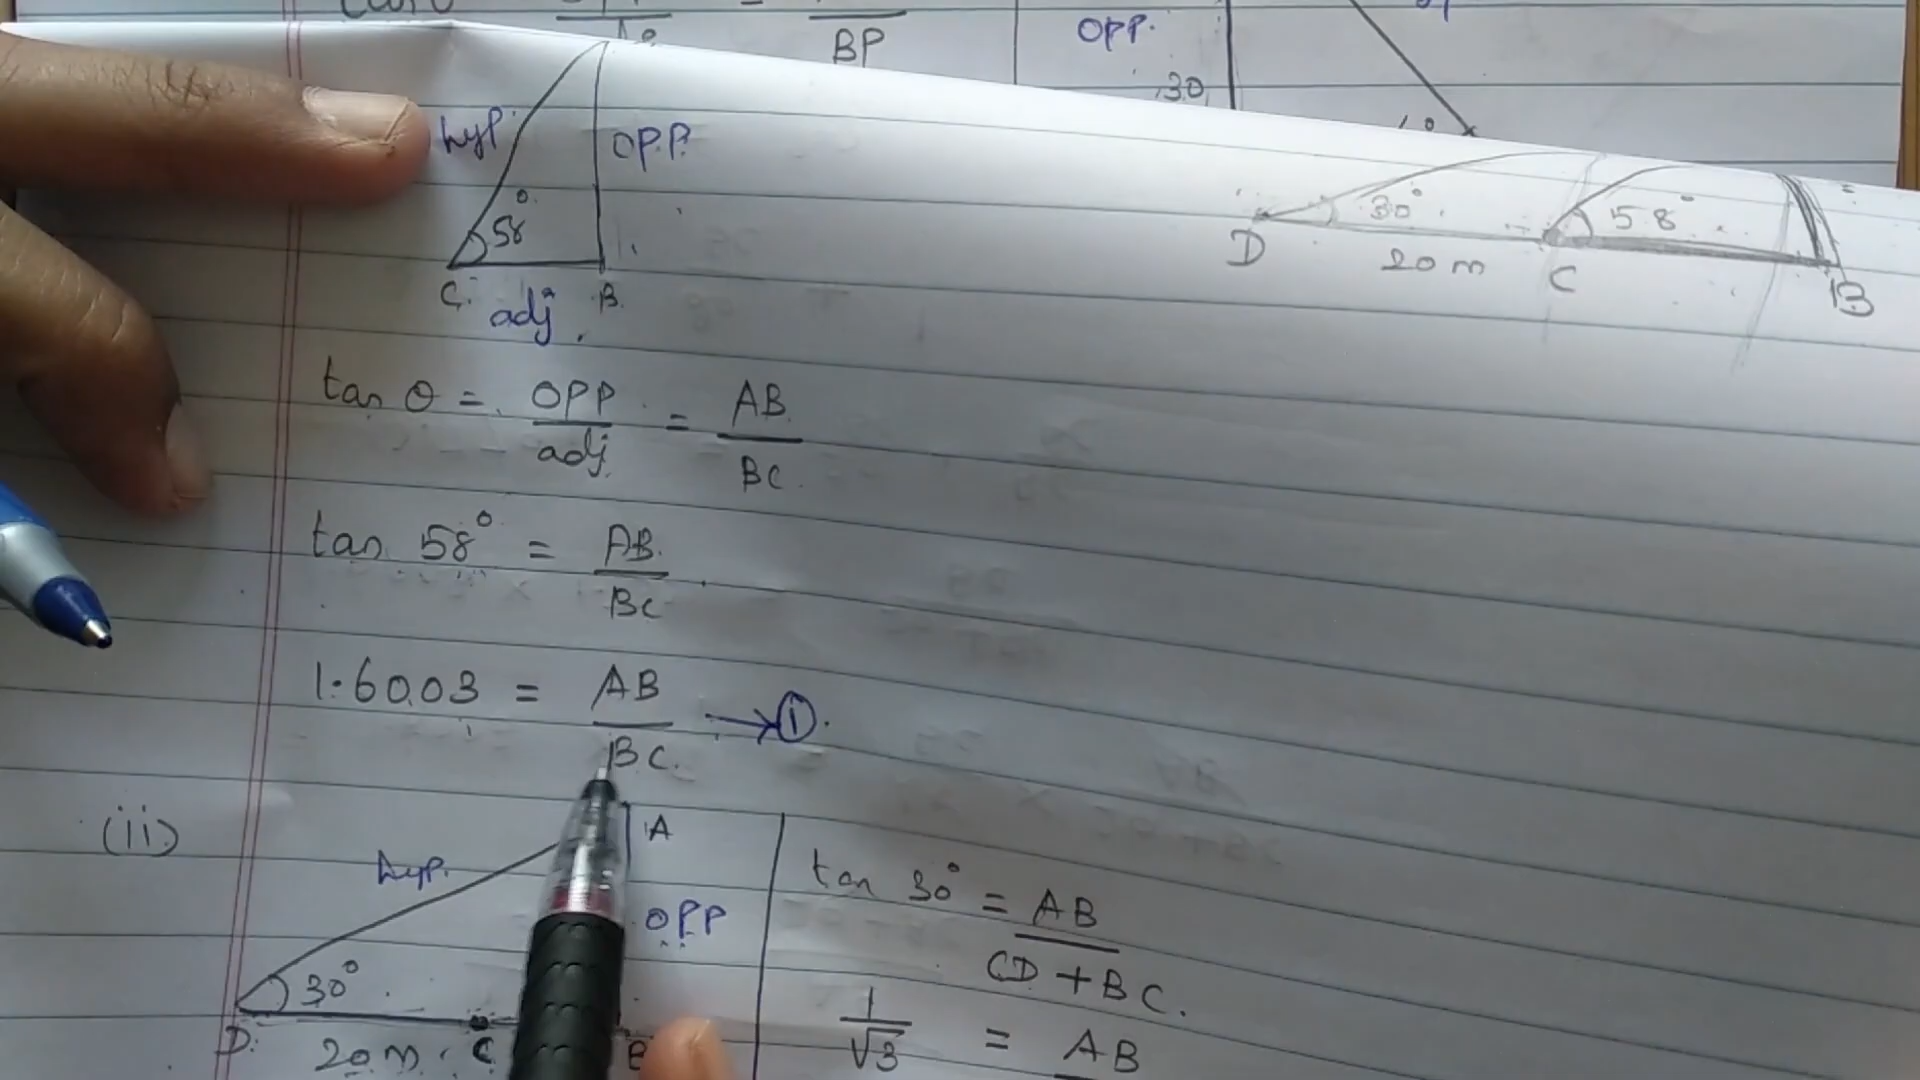 BP
OPP.
30
hyp.
OPP.
58°
C.
B.
adj.
30°
58°
D
20 m
C
B
tan θ = OPP/adj = AB/BC
tan 58° = AB/BC
1.6003 = AB/BC → ①.
(ii)
A
hyp.
OPP
30°
D.
20 m.
C
B
tan 30° = AB/CD + BC.
1/√3 = AB